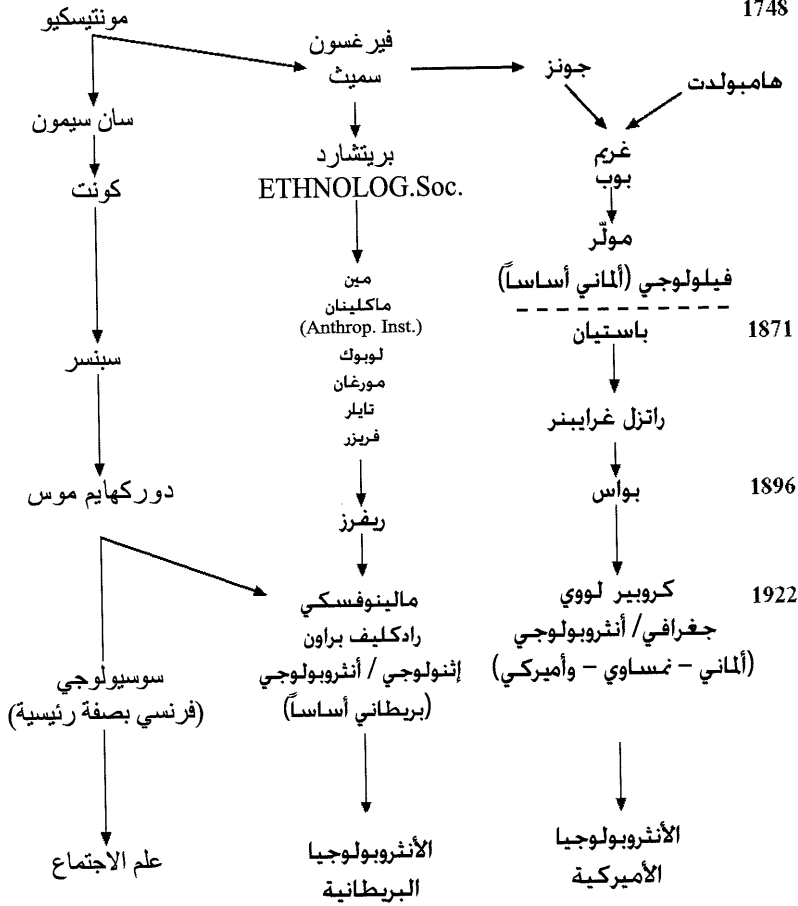 1748
مونتيسكيو
فيرغسون
سميث
جونز
هامبولدت
سان سيمون
بريتشارد
ETHNOLOG.Soc.
غريم
بوب
كونت
مولّر
فيلولوجي (ألماني أساساً)
مين
ماكلينان
(Anthrop. Inst.)
لوبوك
مورغان
تايلر
فريزر
1871
باستيان
سبنسر
راتزل غرايبنر
1896
بواس
دوركهايم موس
ريفرز
1922
كروبير لووي
جغرافي/ أنثروبولوجي
(ألماني – نمساوي – وأميركي)
مالينوفسكي
رادكليف براون
إثنولوجي / أنثروبولوجي
(بريطاني أساساً)
سوسيولوجي
(فرنسي بصفة رئيسية)
الأنثروبولوجيا
الأميركية
الأنثروبولوجيا
البريطانية
علم الاجتماع